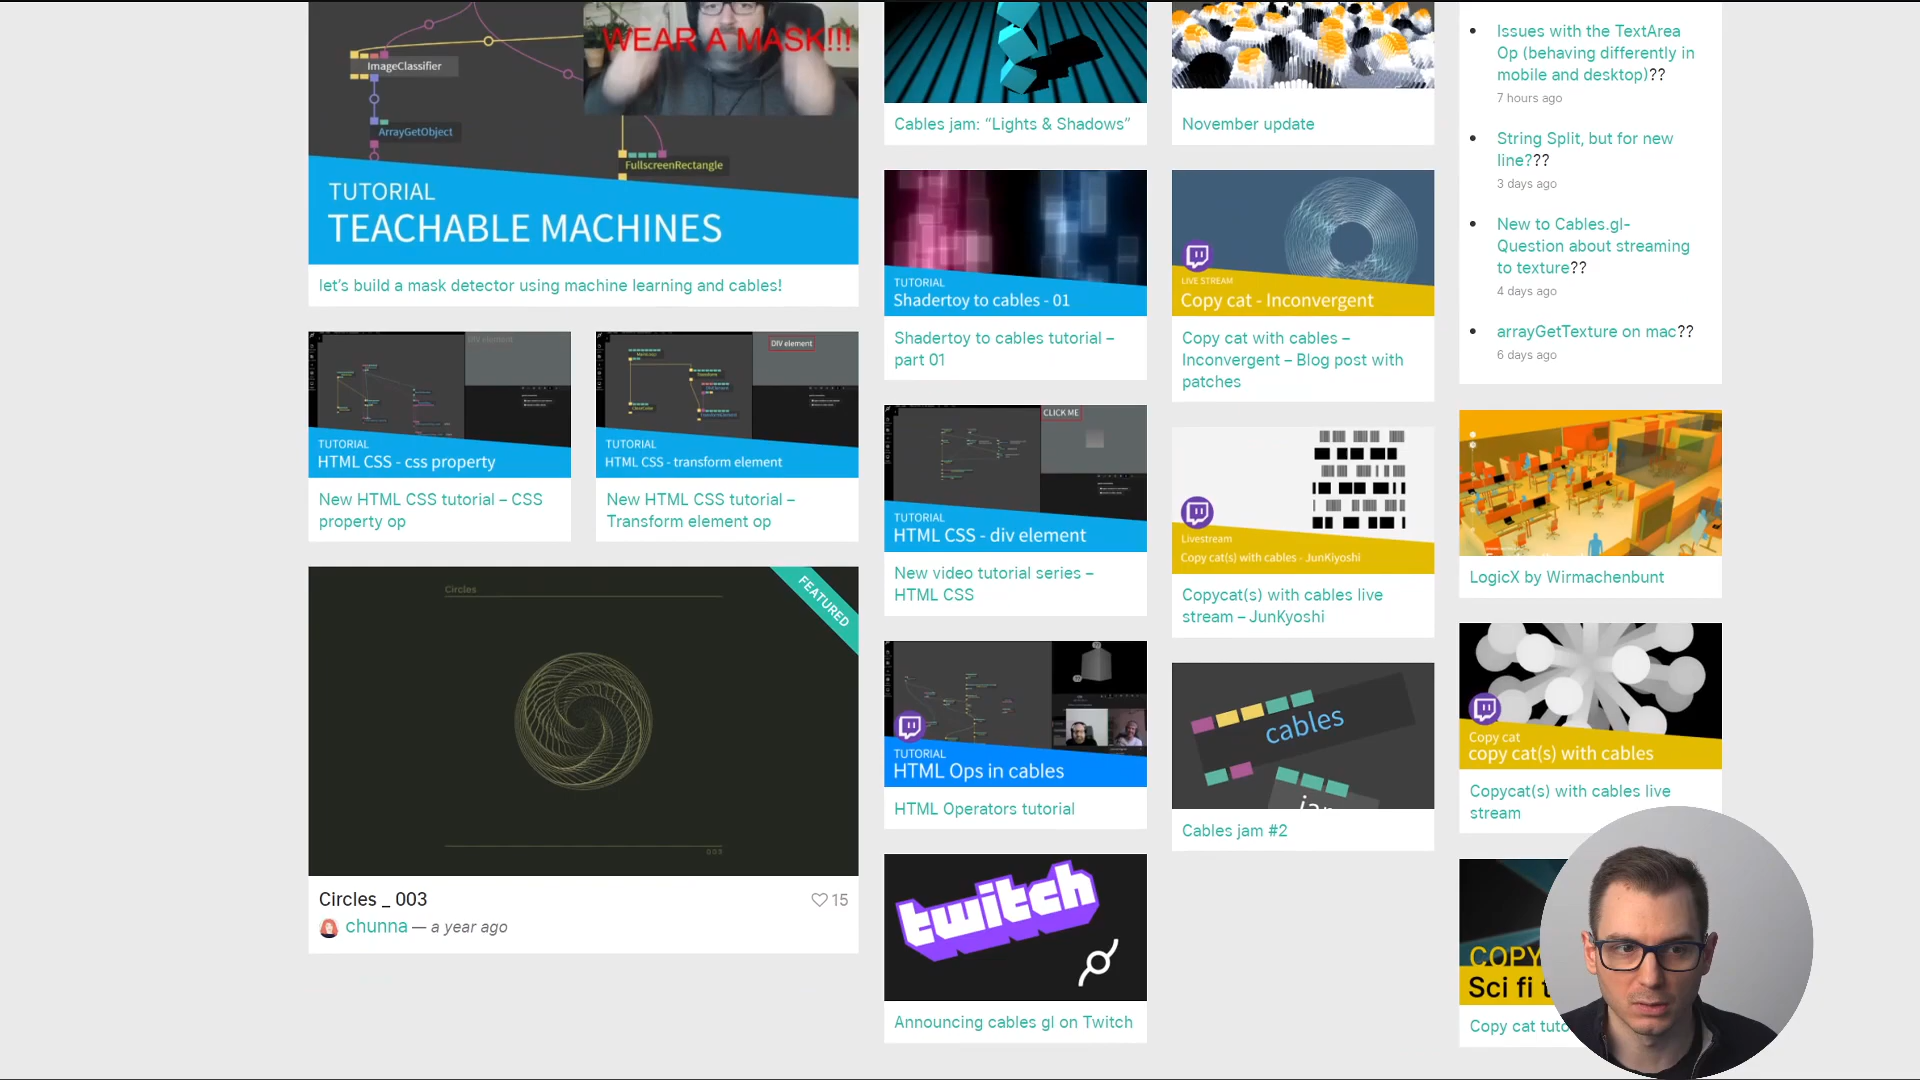 WEAR A MASK!!!
ImageClassifier
ArrayGetObject
FullscreenRectangle
TUTORIAL
TEACHABLE MACHINES
let's build a mask detector using machine learning and cables!
DIV element
TUTORIAL
HTML CSS - css property
New HTML CSS tutorial – CSS
property op
DIV element
TUTORIAL
HTML CSS - transform element
New HTML CSS tutorial –
Transform element op
Circles
003
FEATURED
Circles _ 003
15
chunna — a year ago
Cables jam: “Lights & Shadows”
TUTORIAL
Shadertoy to cables - 01
Shadertoy to cables tutorial –
part 01
CLICK ME
TUTORIAL
HTML CSS - div element
New video tutorial series –
HTML CSS
TUTORIAL
HTML Ops in cables
HTML Operators tutorial
twitch
Announcing cables gl on Twitch
November update
LIVE STREAM
Copy cat - Inconvergent
Copy cat with cables –
Inconvergent – Blog post with
patches
Livestream
Copy cat(s) with cables - JunKiyoshi
Copycat(s) with cables live
stream – JunKyoshi
cables
jam
Cables jam #2
Issues with the TextArea
Op (behaving differently in
mobile and desktop)??
7 hours ago
String Split, but for new
line???
3 days ago
New to Cables.gl-
Question about streaming
to texture??
4 days ago
arrayGetTexture on mac??
6 days ago
LogicX by Wirmachenbunt
Copy cat
copy cat(s) with cables
Copycat(s) with cables live
stream
COPY
Sci fi t
Copy cat tuto